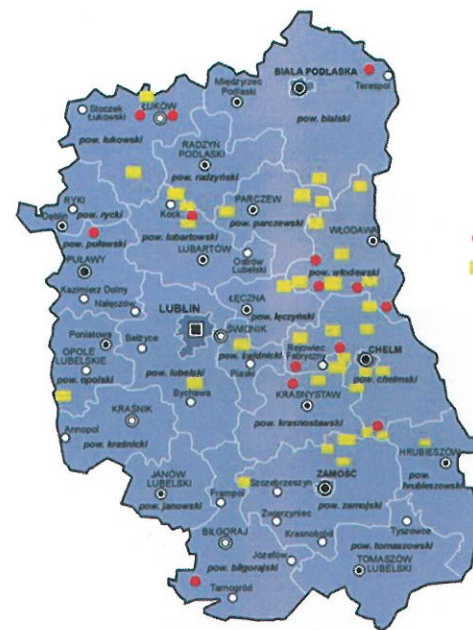 BIAŁA PODLASKA
Międzyrzec
Podlaski
Terespol
pow. bialski
Stoczek
Łukowski
ŁUKÓW
pow. łukowski
RADZYŃ
PODLASKI
pow. radzyński
RYKI
Dęblin
pow. rycki
Kock
PARCZEW
pow. parczewski
WŁODAWA
pow. puławski
pow. lubartowski
LUBARTÓW
Ostrów
Lubelski
PUŁAWY
pow. włodawski
Kazimierz Dolny
Nałęczów
ŁĘCZNA
pow. łęczyński
LUBLIN
ŚWIDNIK
Poniatowa
Bełżyce
OPOLE
LUBELSKIE
pow. opolski
pow. lubelski
pow. świdnicki
Piaski
Rejowiec
Fabryczny
CHEŁM
pow. chełmski
Bychawa
KRASNYSTAW
pow. krasnostawski
KRAŚNIK
Annopol
pow. kraśnicki
HRUBIESZÓW
pow.
hrubieszowski
JANÓW
LUBELSKI
pow. janowski
Frampol
Szczebrzeszyn
ZAMOŚĆ
pow. zamojski
Zwierzyniec
Tyszowce
BIŁGORAJ
Krasnobród
pow. tomaszowski
Józefów
TOMASZÓW
LUBELSKI
pow. biłgorajski
Tarnogród